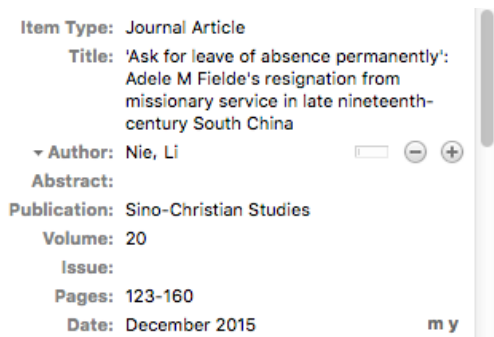 Item Type: Journal Article
Title: 'Ask for leave of absence permanently':
Adele M Fielde's resignation from
missionary service in late nineteenth-
century South China
Author: Nie, Li
Abstract:
Publication: Sino-Christian Studies
Volume: 20
Issue:
Pages: 123-160
Date: December 2015 m y